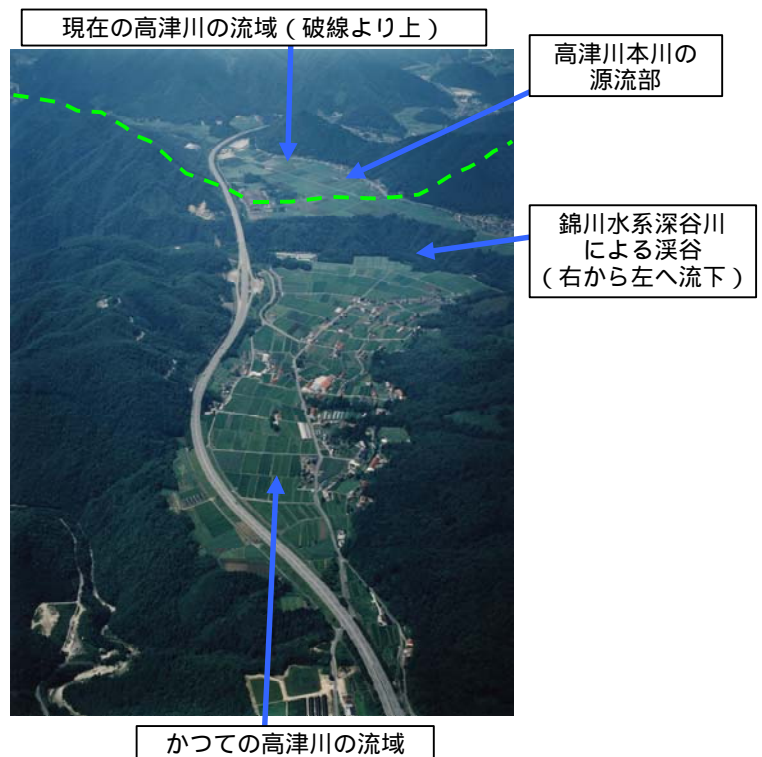 現在の高津川の流域（破線より上）
高津川本川の
源流部
錦川水系深谷川
による渓谷
（右から左へ流下）
かつての高津川の流域